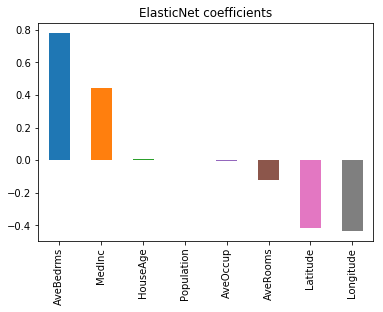 ElasticNet coefficients
0.8
0.6
0.4
0.2
0.0
−0.2
−0.4
AveBedrms
MedInc
HouseAge
Population
AveOccup
AveRooms
Latitude
Longitude